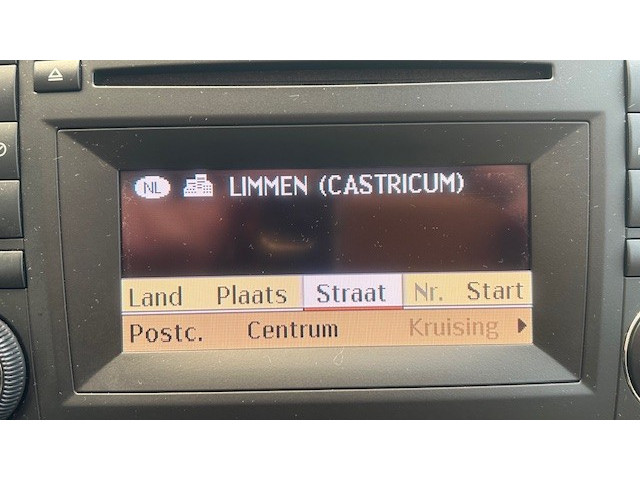 NL LIMMEN (CASTRICUM)
Land Plaats Straat Nr. Start
Postc. Centrum Kruising